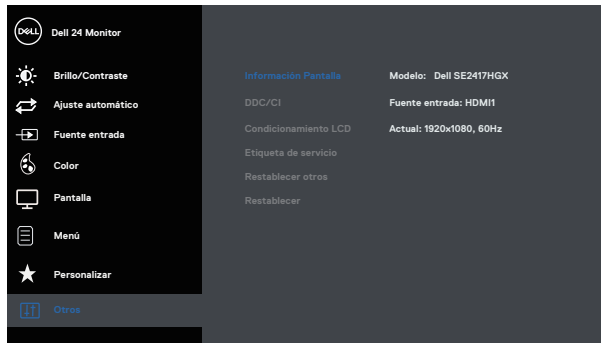 DELL Dell 24 Monitor
Brillo/Contraste
Ajuste automático
Fuente entrada
Color
Pantalla
Menú
Personalizar
Otros
Información Pantalla Modelo: Dell SE2417HGX
DDC/CI Fuente entrada: HDMI1
Condicionamiento LCD Actual: 1920x1080, 60Hz
Etiqueta de servicio
Restablecer otros
Restablecer